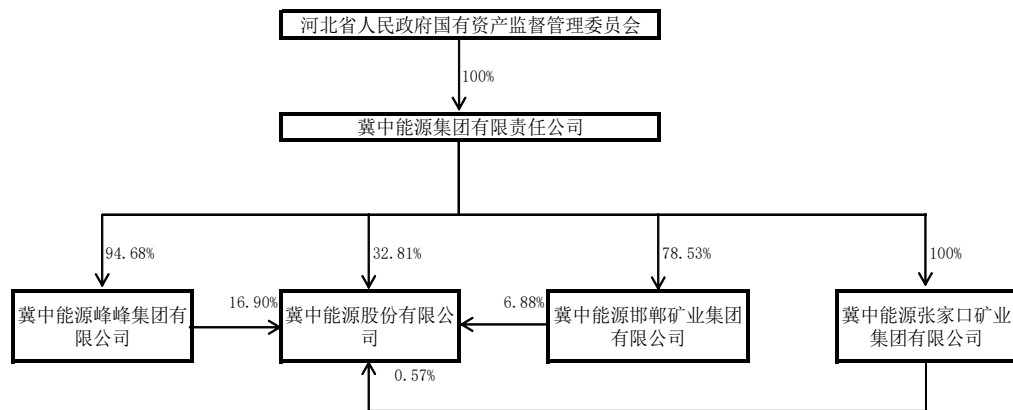 河北省人民政府国有资产监督管理委员会
100%
冀中能源集团有限责任公司
94.68%
32.81%
78.53%
100%
冀中能源峰峰集团有
限公司
16.90%
冀中能源股份有限公
司
6.88%
冀中能源邯郸矿业集团
有限公司
冀中能源张家口矿业
集团有限公司
0.57%